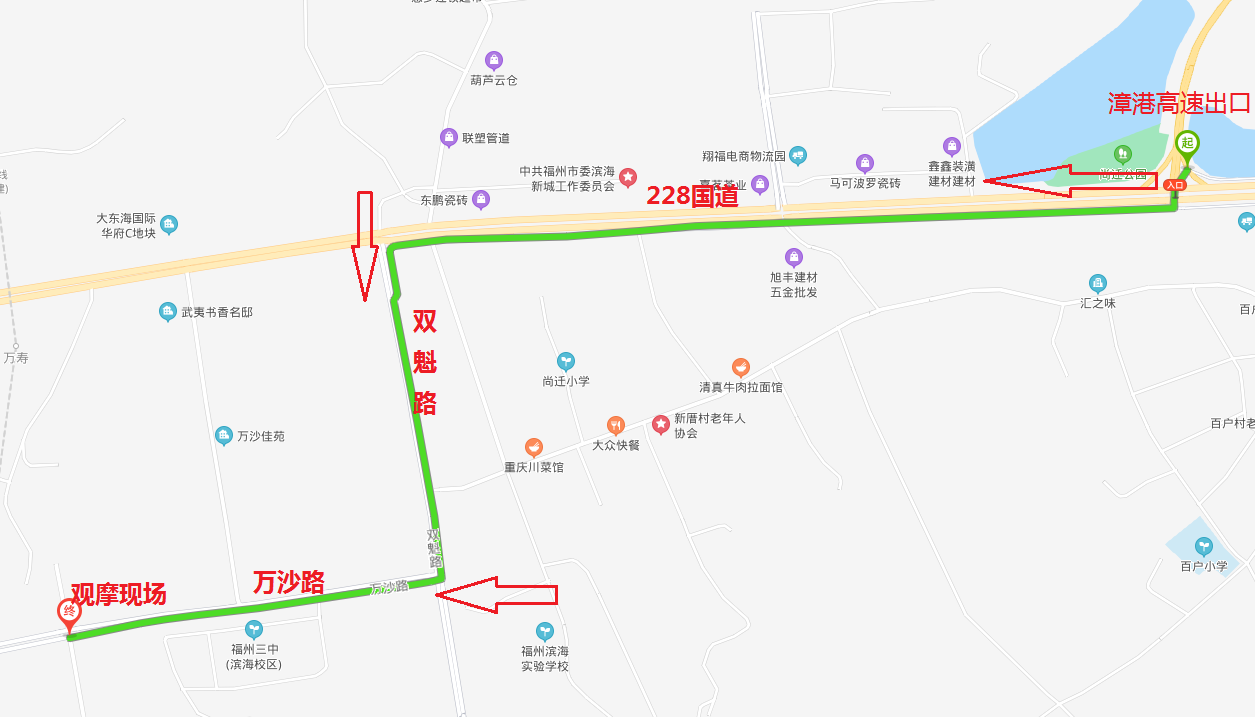 葫芦云仓
漳港高速出口
联塑管道
起
翔福电商物流园
鑫鑫装潢
建材建材
尚迁公园
中共福州市委滨海
新城工作委员会
马可波罗瓷砖
入口
228国道
东鹏瓷砖
大东海国际
华府C地块
旭丰建材
五金批发
汇之味
武夷书香名邸
双
魁
路
万寿
尚迁小学
清真牛肉拉面馆
新厝村老年人
协会
万沙佳苑
大众快餐
重庆川菜馆
双
魁
路
百户小学
万沙路
观摩现场
万沙路
终
福州三中
(滨海校区)
福州滨海
实验学校